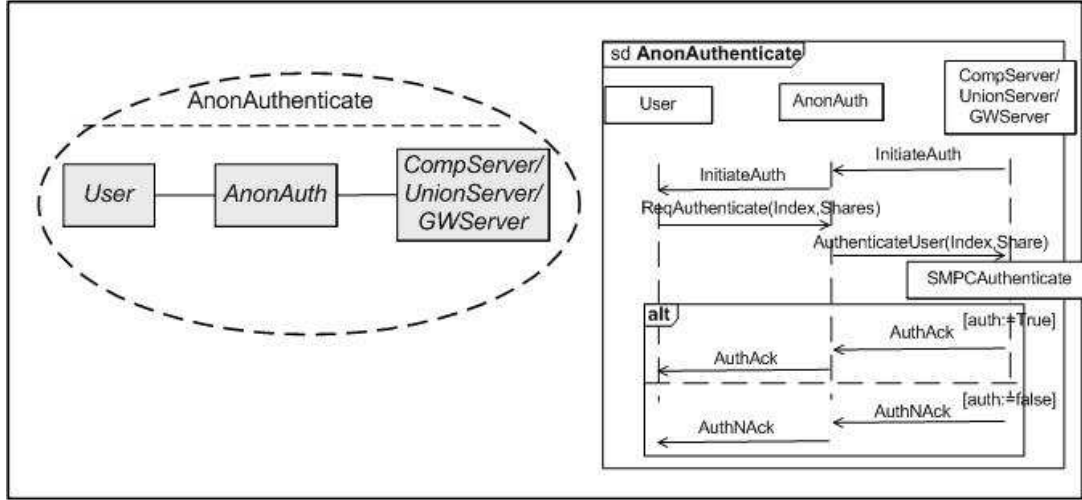 AnonAuthenticate
User
AnonAuth
CompServer/
UnionServer/
GWServer
sd AnonAuthenticate
User
AnonAuth
CompServer/
UnionServer/
GWServer
InitiateAuth
InitiateAuth
ReqAuthenticate(Index,Shares)
AuthenticateUser(Index,Share)
SMPCAuthenticate
alt
[auth:=True]
AuthAck
AuthAck
[auth:=false]
AuthNAck
AuthNAck